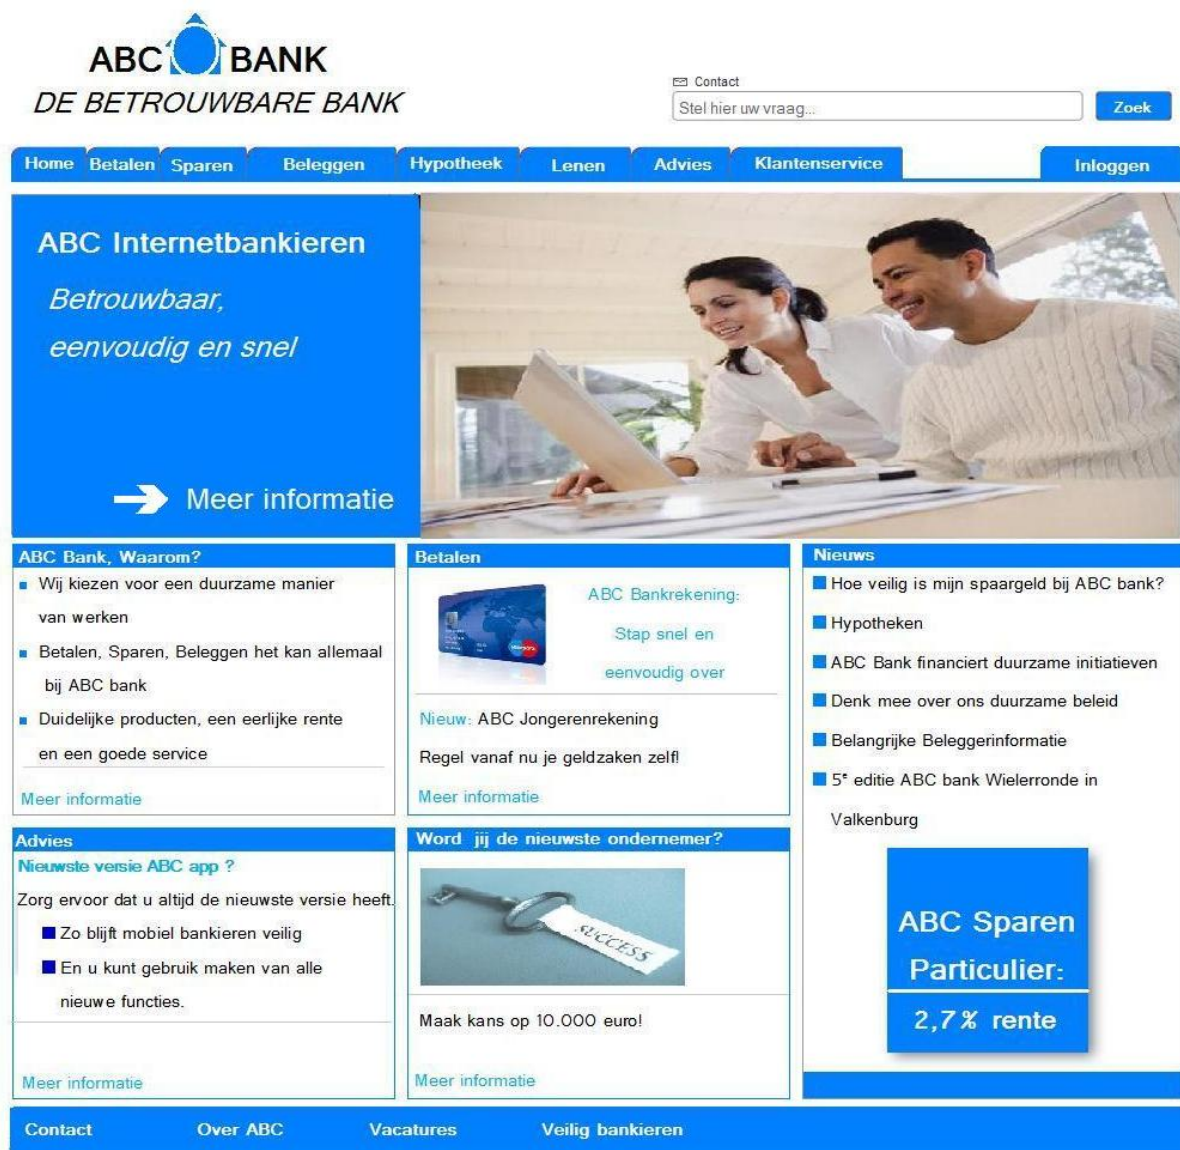 ABC BANK
DE BETROUWBARE BANK
Contact
Stel hier uw vraag...
Zoek
Home Betalen Sparen Beleggen Hypotheek Lenen Advies Klantenservice Inloggen
ABC Internetbankieren
Betrouwbaar,
eenvoudig en snel
Meer informatie
ABC Bank, Waarom?
Wij kiezen voor een duurzame manier
van werken
Betalen, Sparen, Beleggen het kan allemaal
bij ABC bank
Duidelijke producten, een eerlijke rente
en een goede service
Meer informatie
Betalen
ABC Bankrekening:
Stap snel en
eenvoudig over
Nieuw: ABC Jongerenrekening
Regel vanaf nu je geldzaken zelf!
Meer informatie
Nieuws
Hoe veilig is mijn spaargeld bij ABC bank?
Hypotheken
ABC Bank financiert duurzame initiatieven
Denk mee over ons duurzame beleid
Belangrijke Beleggerinformatie
5e editie ABC bank Wielerronde in
Valkenburg
Advies
Nieuwste versie ABC app ?
Zorg ervoor dat u altijd de nieuwste versie heeft.
Zo blijft mobiel bankieren veilig
En u kunt gebruik maken van alle
nieuwe functies.
Meer informatie
Word jij de nieuwste ondernemer?
SUCCESS
Maak kans op 10.000 euro!
Meer informatie
ABC Sparen
Particulier:
2,7% rente
Contact Over ABC Vacatures Veilig bankieren